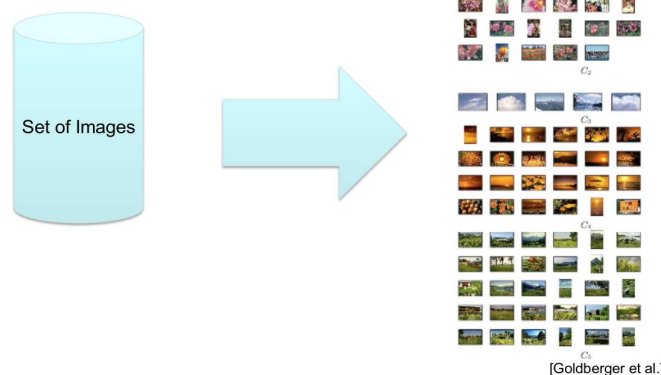 Set of Images
C₂
C₃
C₄
C₅
[Goldberger et al.]